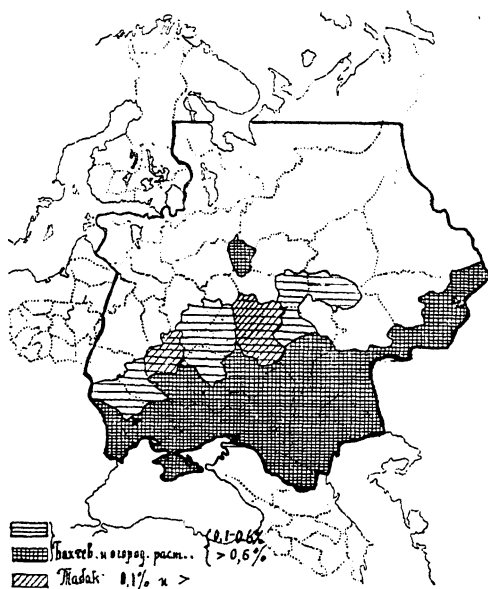 0,1-0,6%
Бахчев. и огород. раст. . . > 0,6%
Табак 0,1% и >